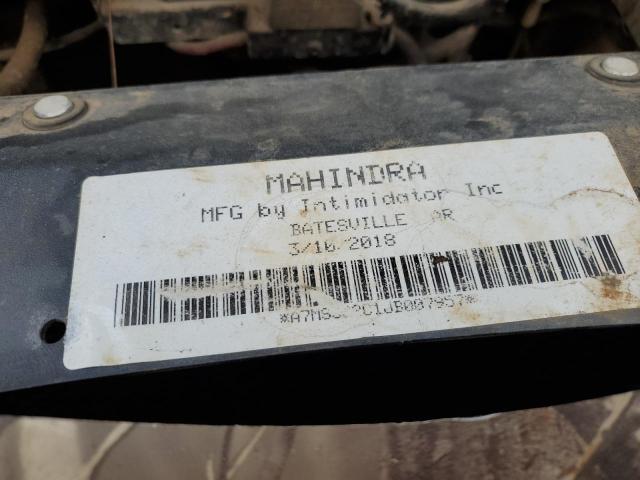 MAHINDRA
MFG by Intimidator Inc
BATESVILLE AR
3/16/2018